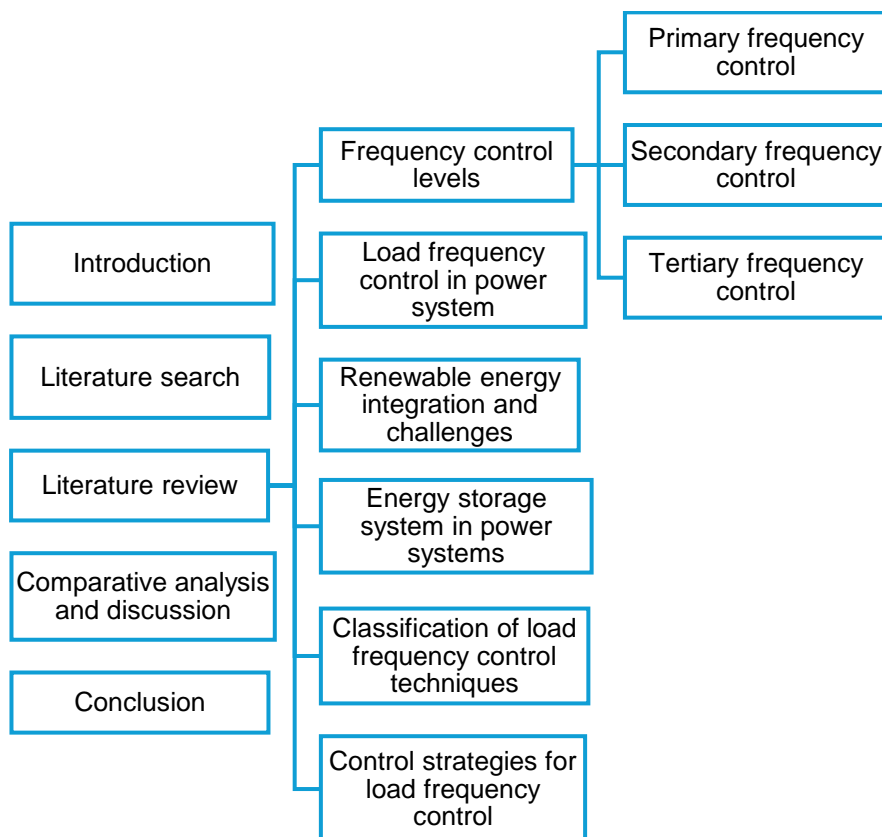 Introduction
Literature search
Literature review
Comparative analysis
and discussion
Conclusion
Frequency control
levels
Load frequency
control in power
system
Renewable energy
integration and
challenges
Energy storage
system in power
systems
Classification of load
frequency control
techniques
Control strategies for
load frequency
control
Primary frequency
control
Secondary frequency
control
Tertiary frequency
control